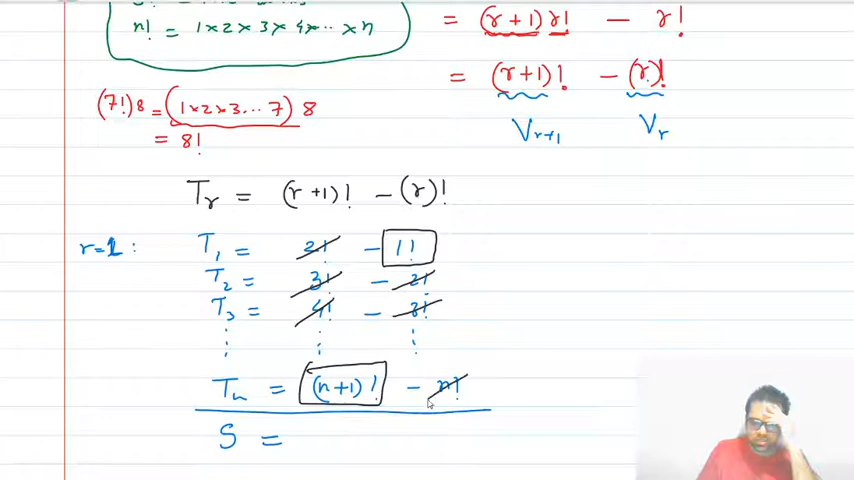 n! = 1×2×3×4×... ×n
= (r+1) r! − r!
= (r+1)! − (r)!
V_{r+1} V_r
(7!)8 = (1×2×3...7) 8
= 8!
T_r = (r+1)! − (r)!
r=1: T_1 = 2! − 1!
T_2 = 3! − 2!
T_3 = 4! − 3!
⋮ ⋮ ⋮
T_n = (n+1)! − n!
S =